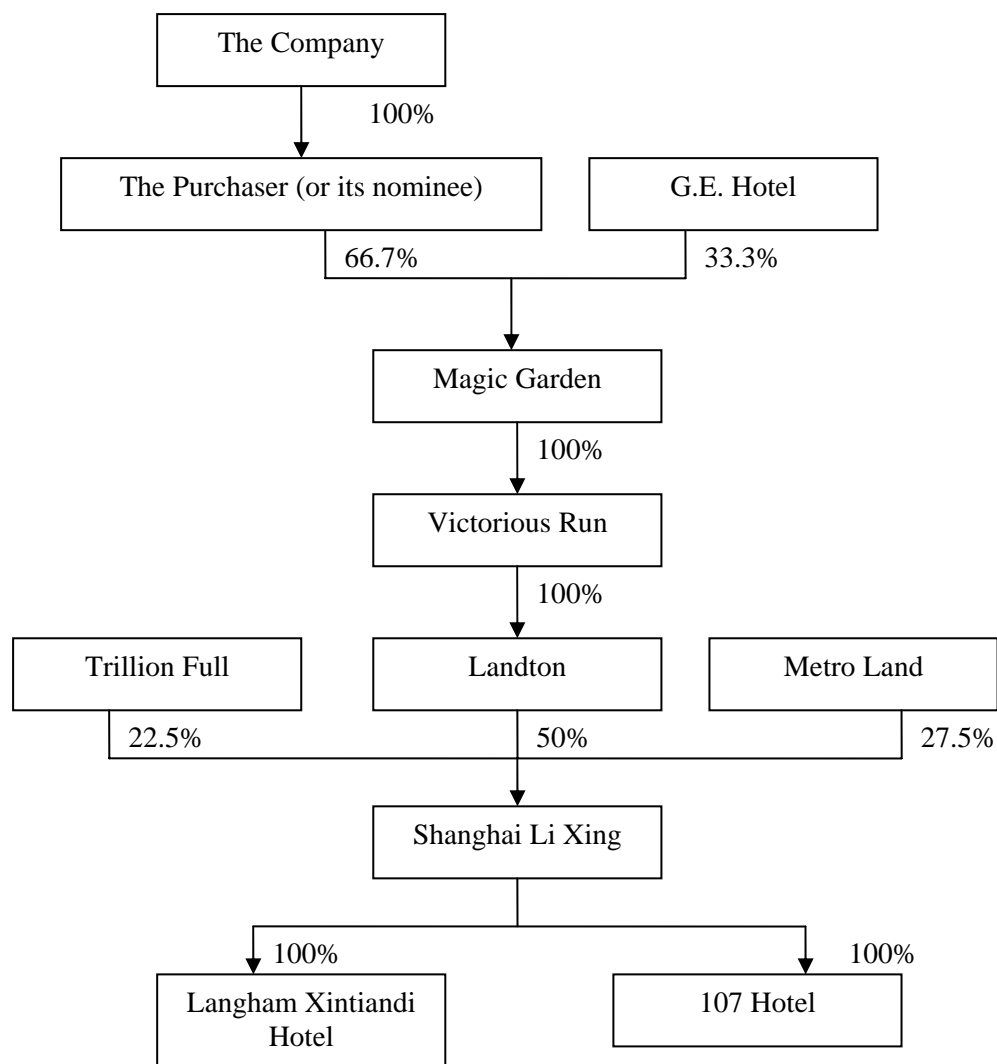 The Company
100%
The Purchaser (or its nominee)
G.E. Hotel
66.7%
33.3%
Magic Garden
100%
Victorious Run
100%
Trillion Full
Landton
Metro Land
22.5%
50%
27.5%
Shanghai Li Xing
100%
100%
Langham Xintiandi
Hotel
107 Hotel